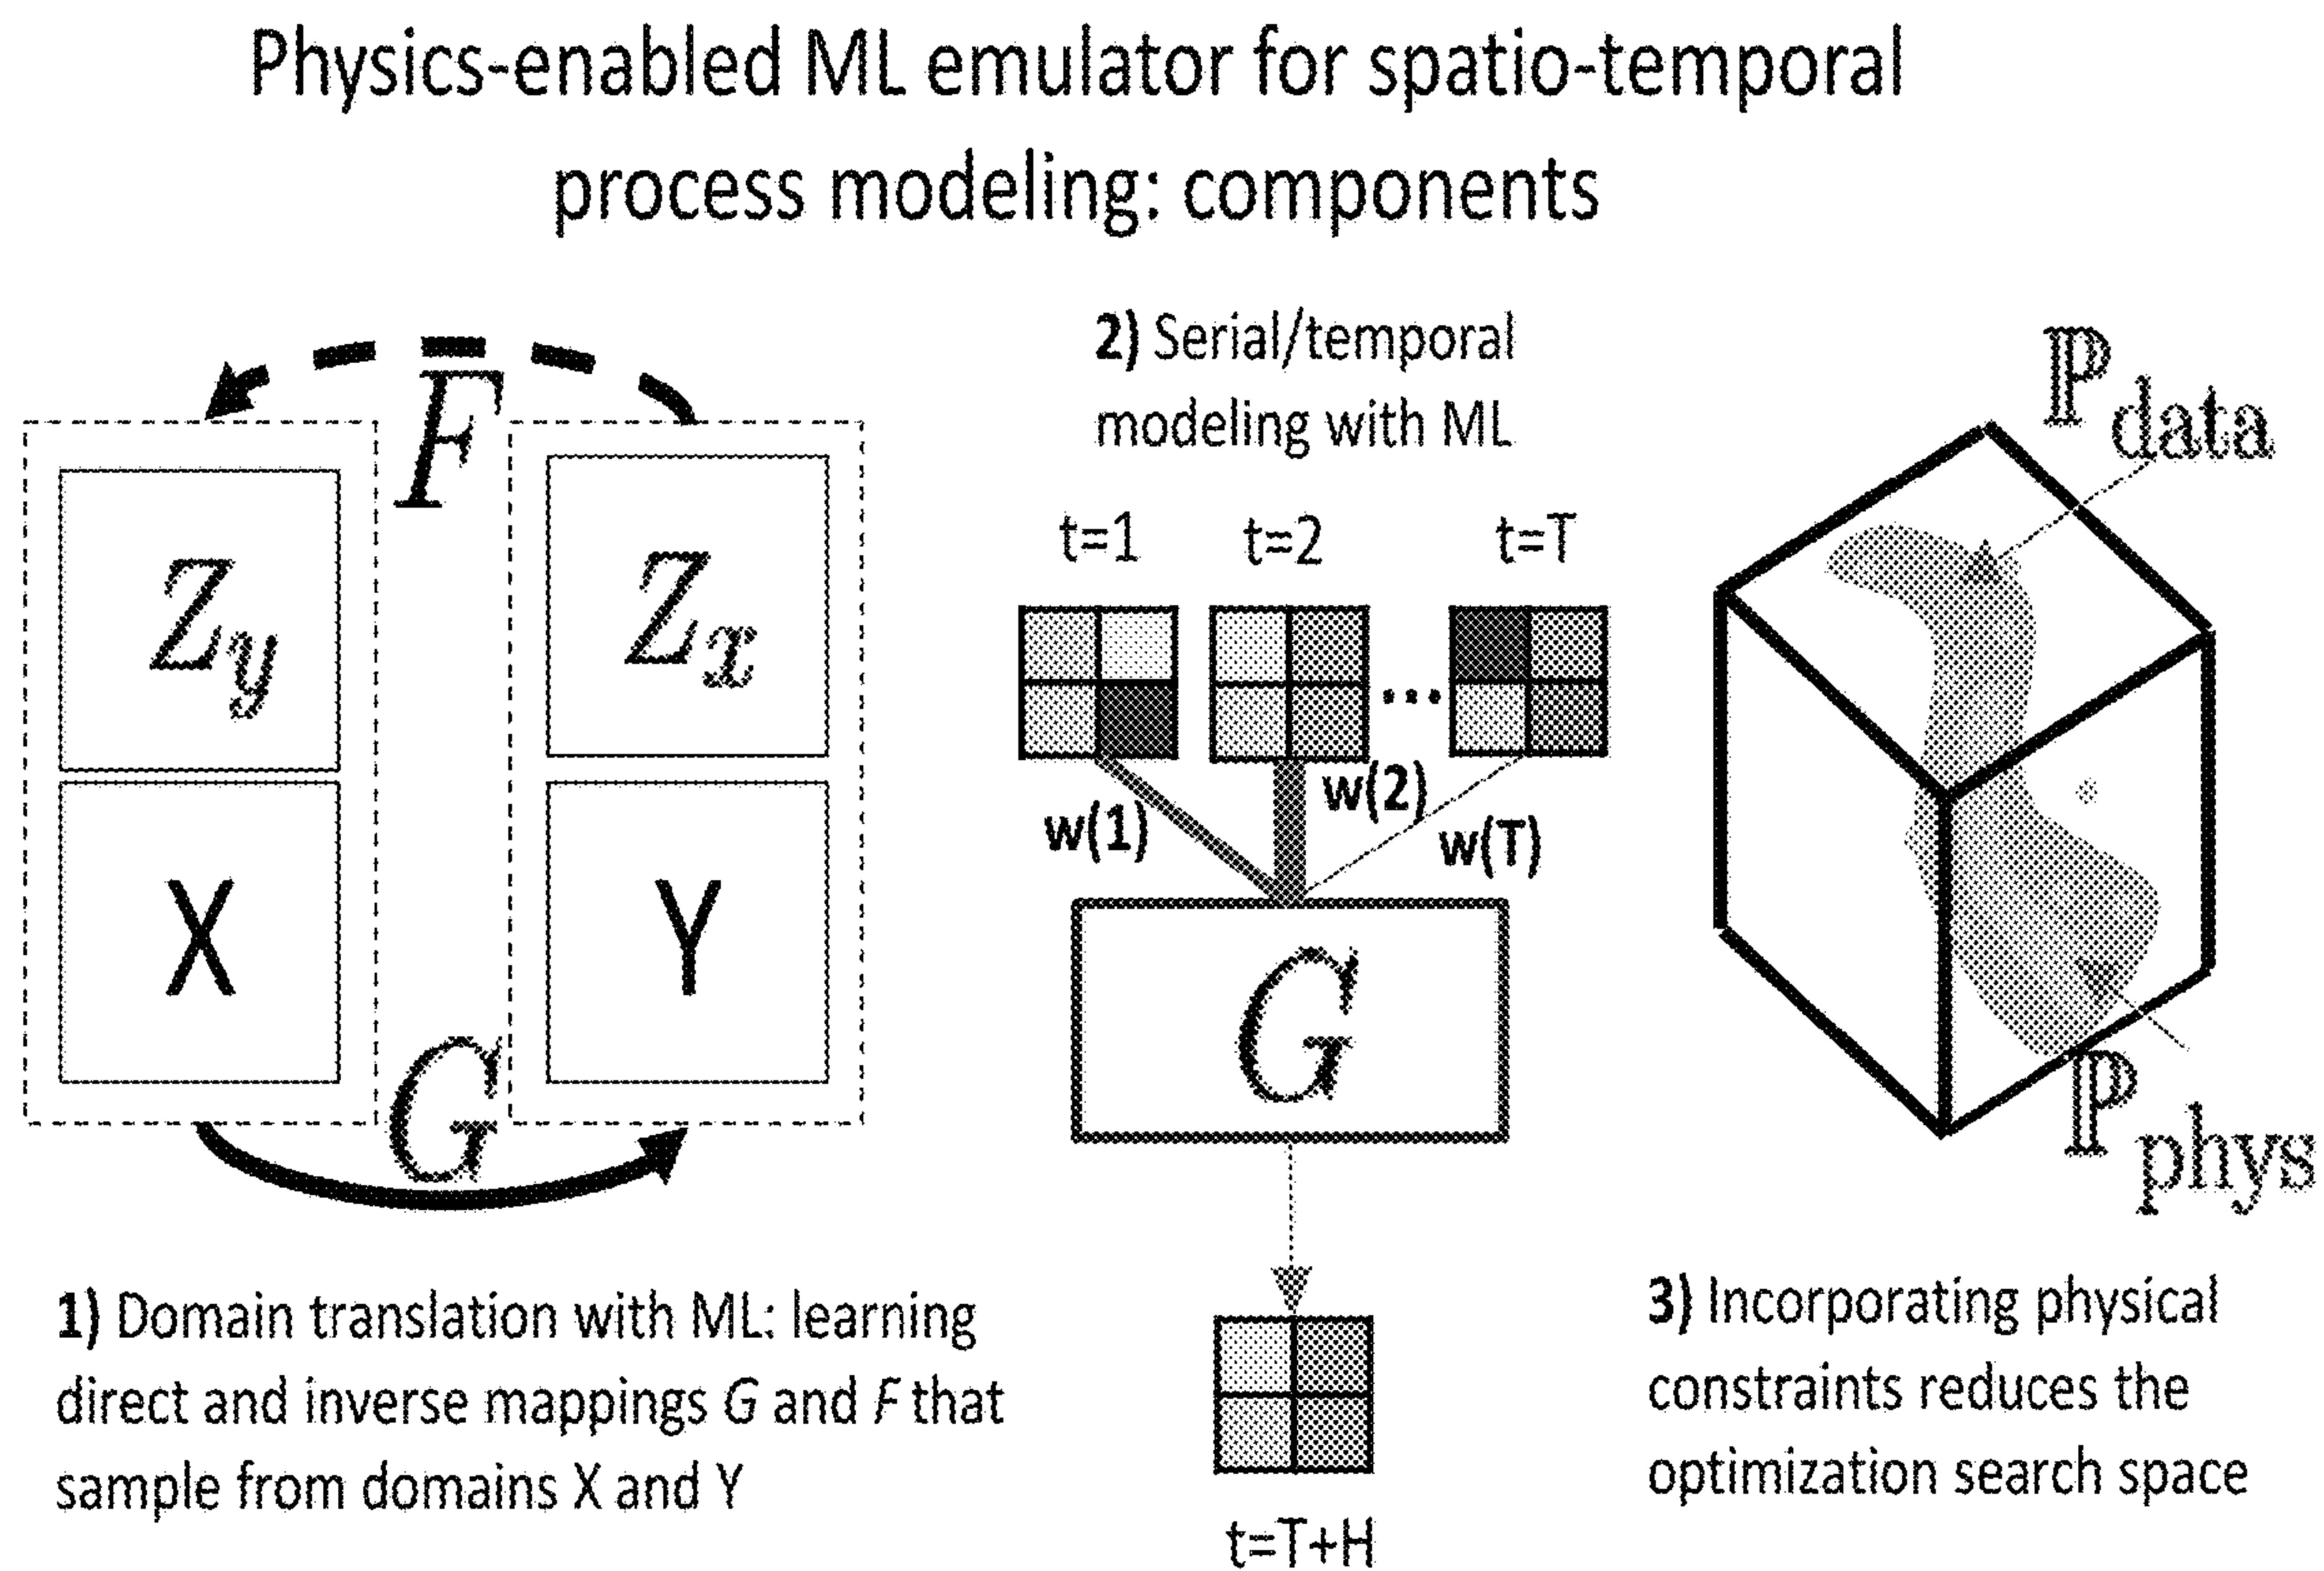 Physics-enabled ML emulator for spatio-temporal
process modeling: components
F
Z_y
Z_x
X
Y
G
1) Domain translation with ML: learning
direct and inverse mappings G and F that
sample from domains X and Y
2) Serial/temporal
modeling with ML
t=1 t=2 t=T
...
w(1) w(2) w(T)
G
t=T+H
ℙ_data
ℙ_phys
3) Incorporating physical
constraints reduces the
optimization search space